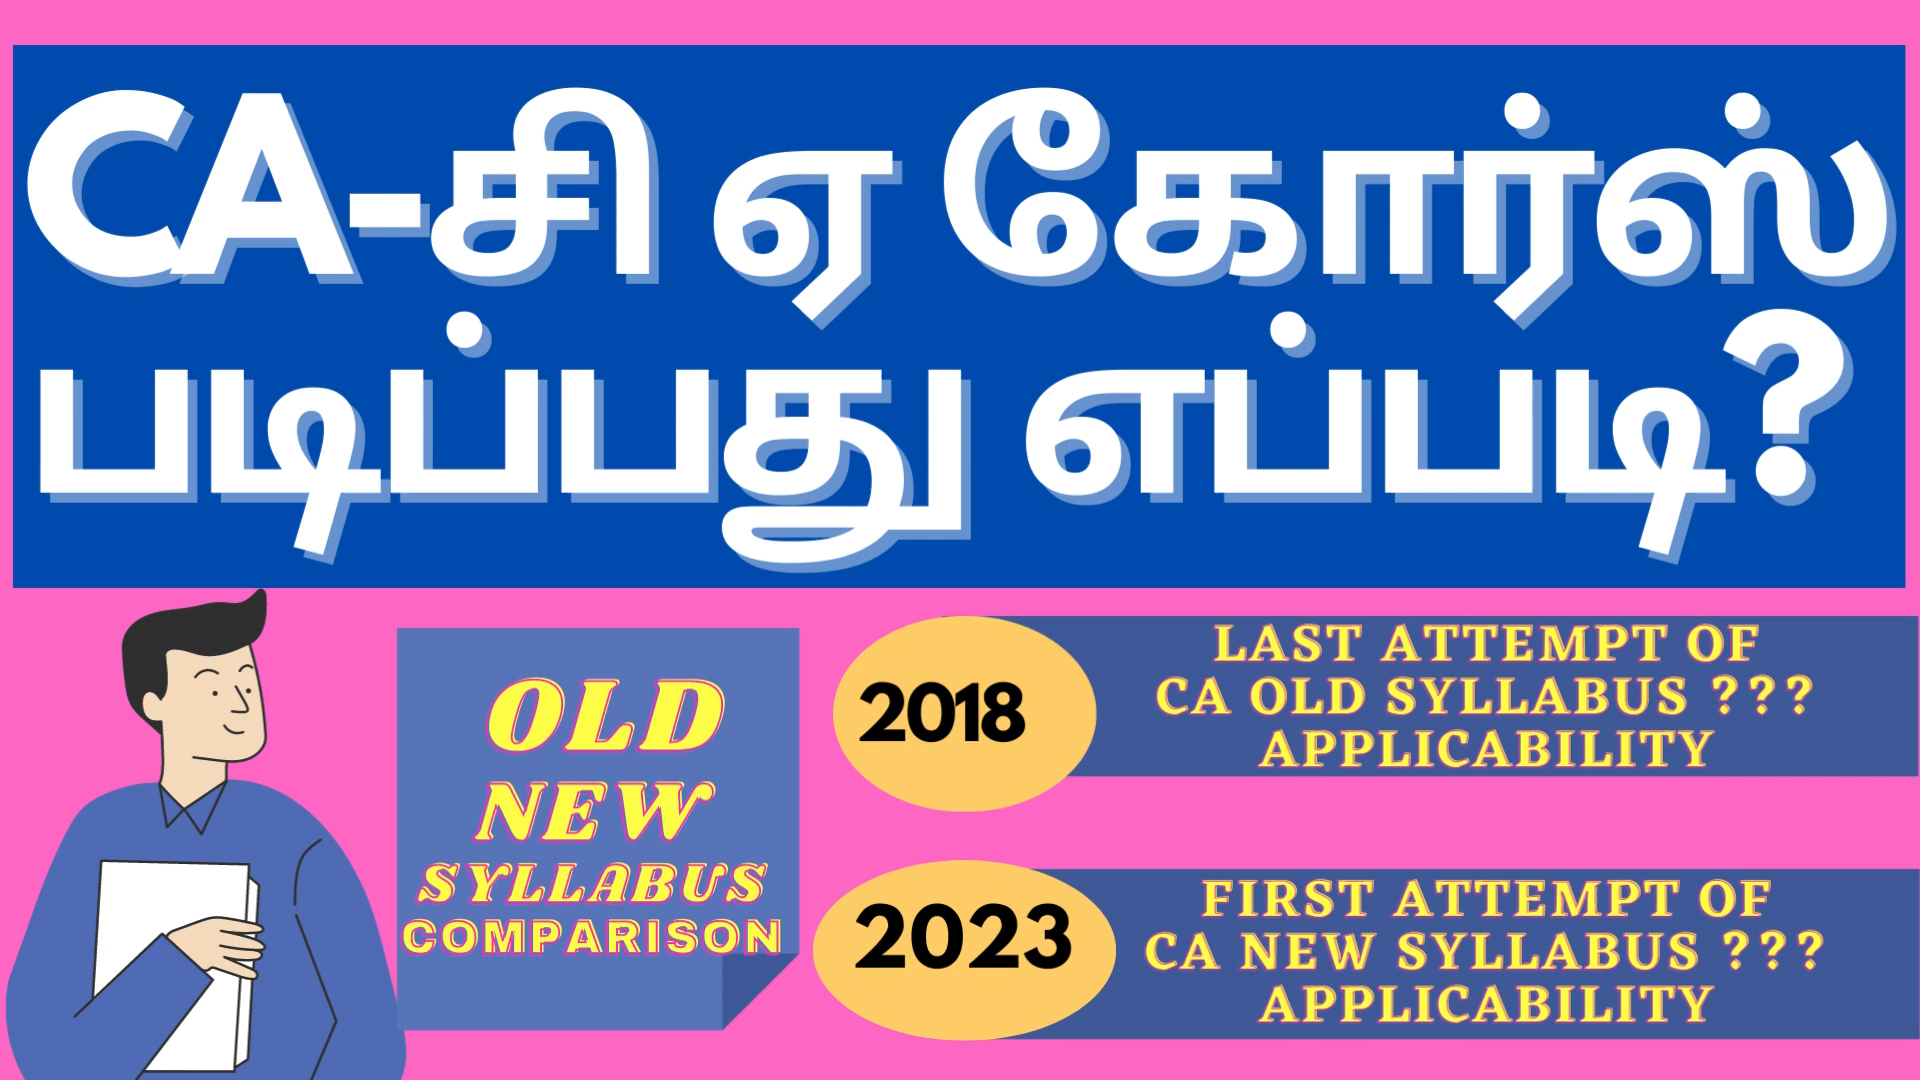 CA-சி ஏ கோர்ஸ்
படிப்பது எப்படி?
OLD
NEW
SYLLABUS
COMPARISON
2018
LAST ATTEMPT OF
CA OLD SYLLABUS ???
APPLICABILITY
2023
FIRST ATTEMPT OF
CA NEW SYLLABUS ???
APPLICABILITY